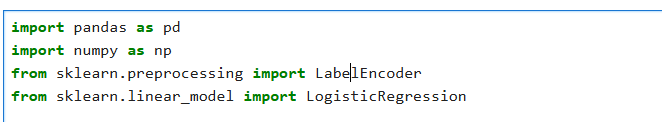 import pandas as pd
import numpy as np
from sklearn.preprocessing import LabelEncoder
from sklearn.linear_model import LogisticRegression